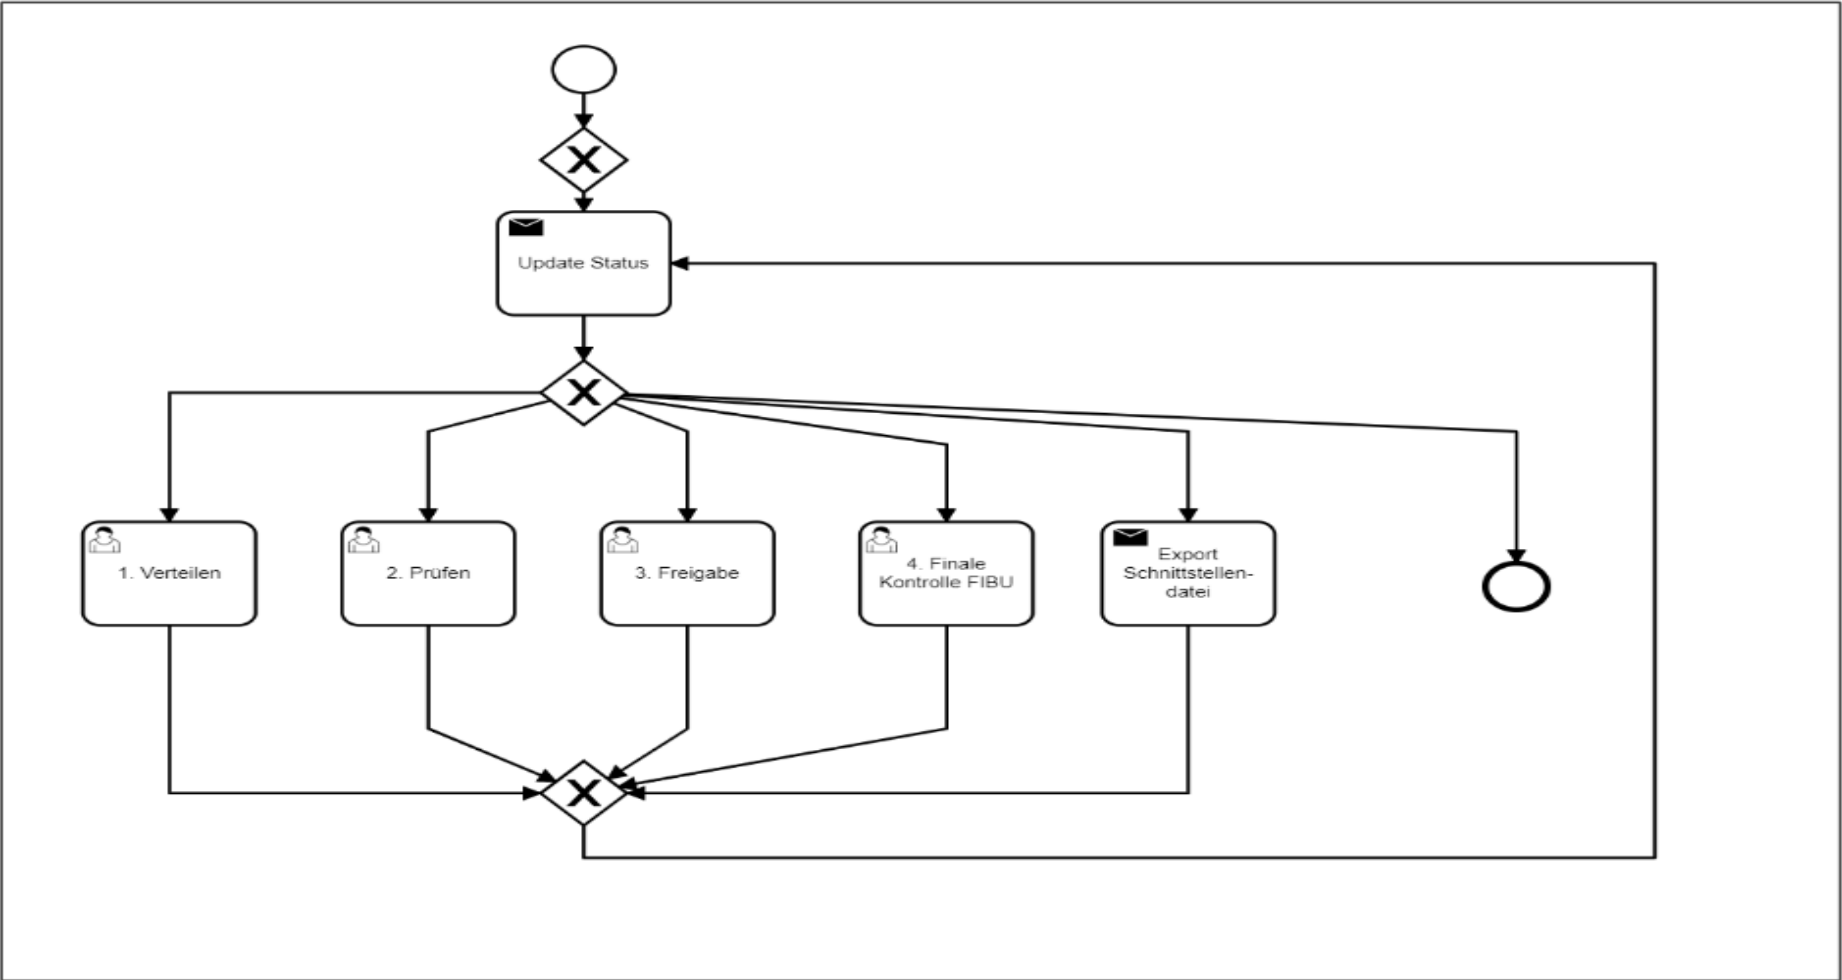 Update Status
1. Verteilen
2. Prüfen
3. Freigabe
4. Finale
Kontrolle FIBU
Export
Schnittstellen-
datei